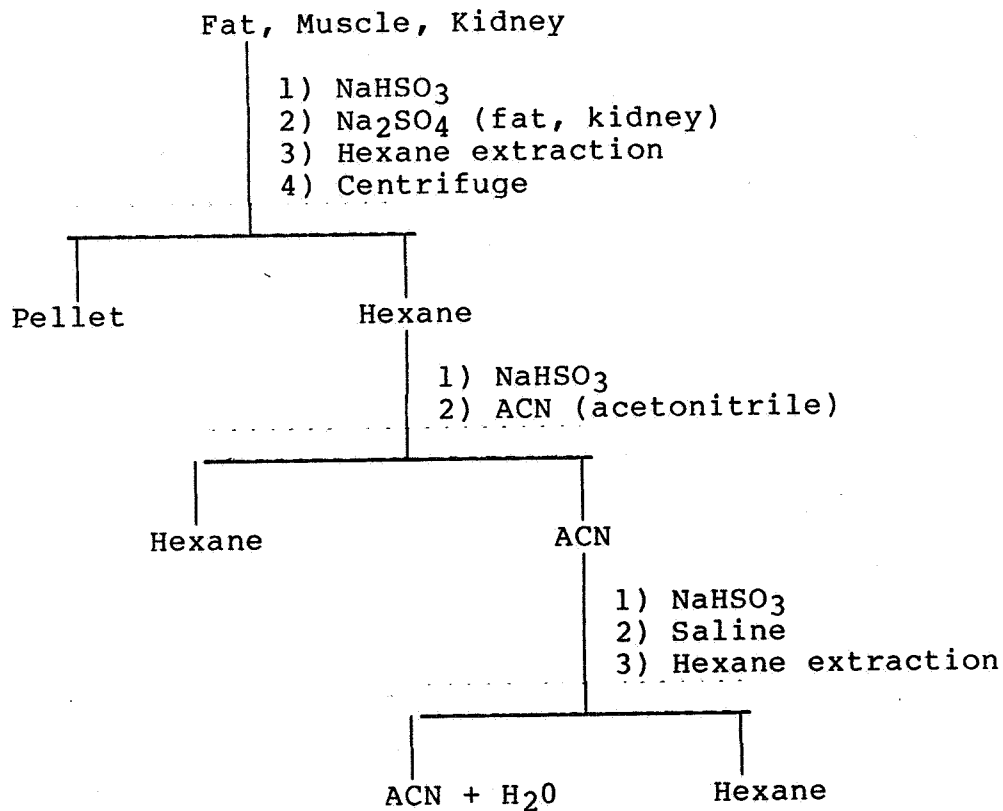 Fat, Muscle, Kidney
1) NaHSO3
2) Na2SO4 (fat, kidney)
3) Hexane extraction
4) Centrifuge
Pellet
Hexane
1) NaHSO3
2) ACN (acetonitrile)
Hexane
ACN
1) NaHSO3
2) Saline
3) Hexane extraction
ACN + H2O
Hexane